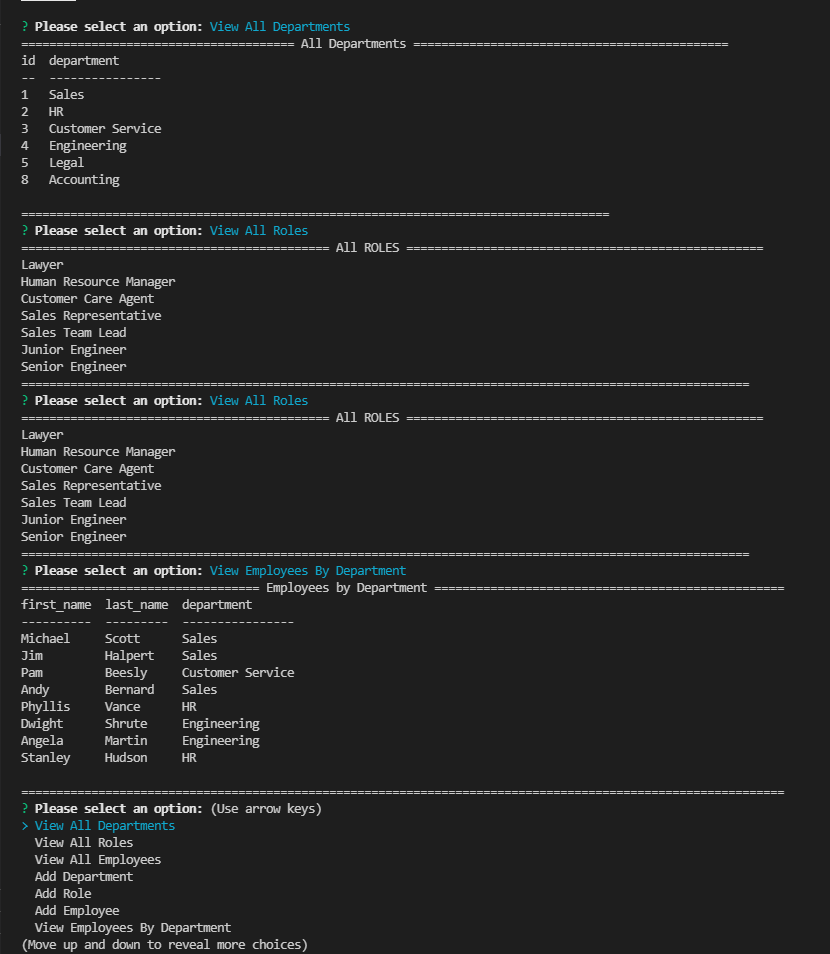 ? Please select an option: View All Departments
======================================= All Departments =============================================
id  department
--  ----------------
1   Sales
2   HR
3   Customer Service
4   Engineering
5   Legal
8   Accounting
====================================================================================
? Please select an option: View All Roles
============================================ All ROLES ===================================================
Lawyer
Human Resource Manager
Customer Care Agent
Sales Representative
Sales Team Lead
Junior Engineer
Senior Engineer
========================================================================================================
? Please select an option: View All Roles
============================================ All ROLES ===================================================
Lawyer
Human Resource Manager
Customer Care Agent
Sales Representative
Sales Team Lead
Junior Engineer
Senior Engineer
========================================================================================================
? Please select an option: View Employees By Department
================================== Employees by Department ==================================================
first_name  last_name  department
----------  ---------  ----------------
Michael     Scott      Sales
Jim         Halpert    Sales
Pam         Beesly     Customer Service
Andy        Bernard    Sales
Phyllis     Vance      HR
Dwight      Shrute     Engineering
Angela      Martin     Engineering
Stanley     Hudson     HR
=============================================================================================================
? Please select an option: (Use arrow keys)
> View All Departments
  View All Roles
  View All Employees
  Add Department
  Add Role
  Add Employee
  View Employees By Department
(Move up and down to reveal more choices)